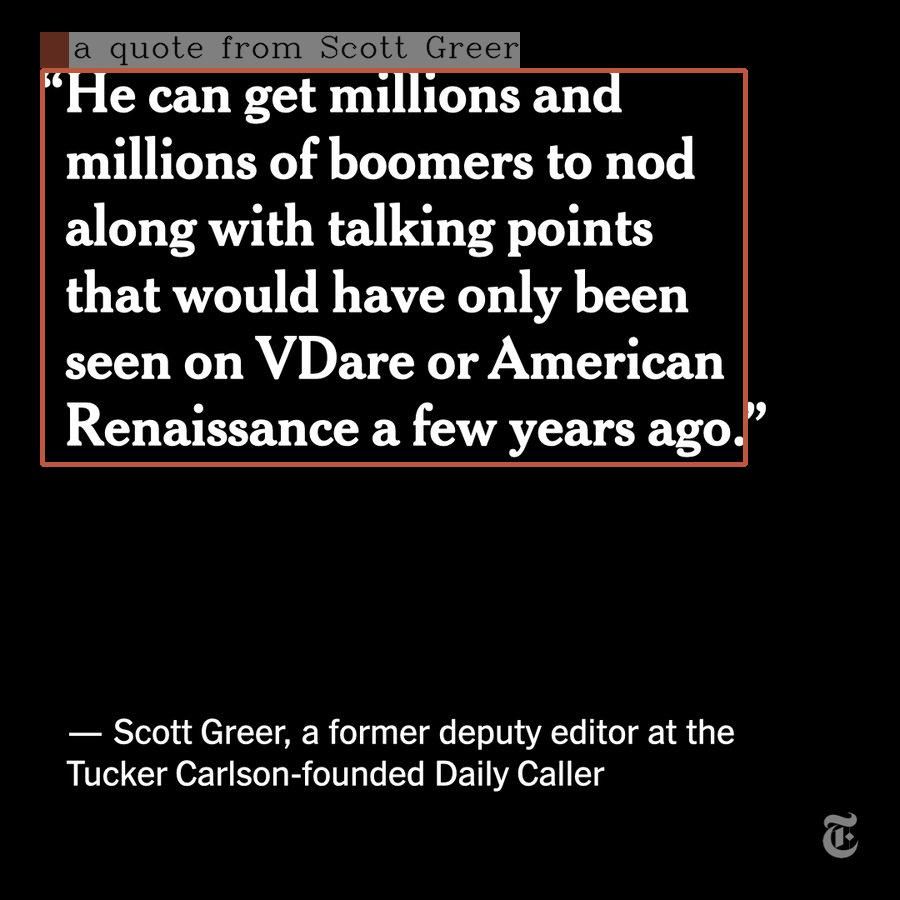 a quote from Scott Greer
“He can get millions and
millions of boomers to nod
along with talking points
that would have only been
seen on VDare or American
Renaissance a few years ago.”
— Scott Greer, a former deputy editor at the
Tucker Carlson-founded Daily Caller
T